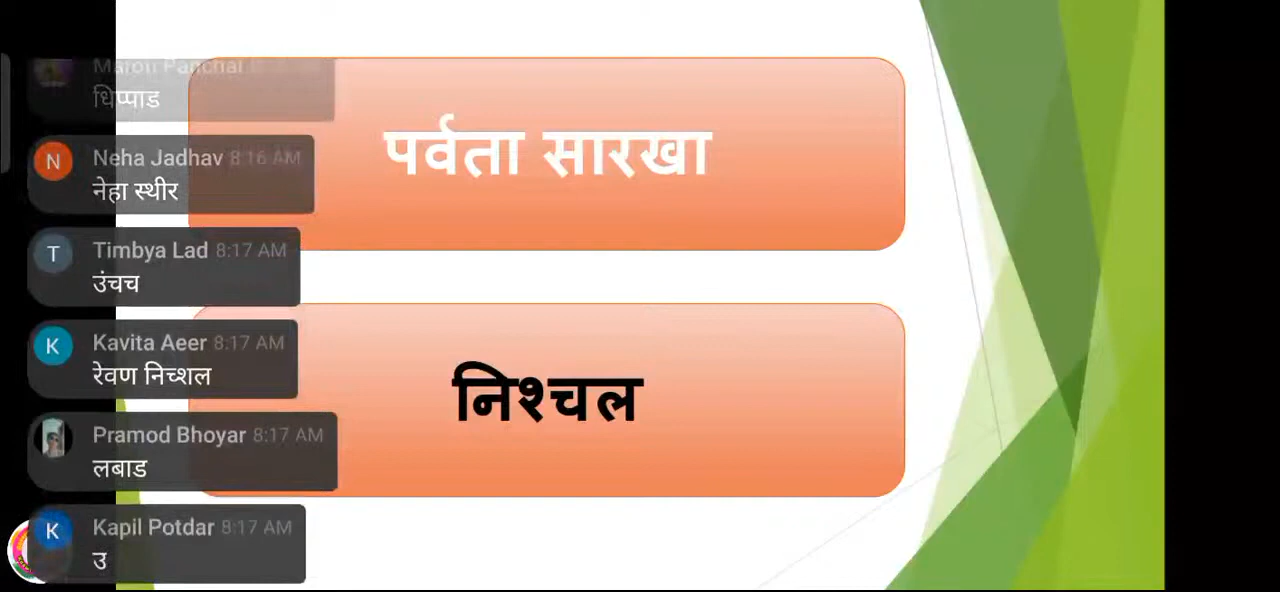 धिप्पाड
Neha Jadhav 8:16 AM
नेहा स्थीर
Timbya Lad 8:17 AM
उंचच
Kavita Aeer 8:17 AM
रेवण निच्शल
Pramod Bhoyar 8:17 AM
लबाड
Kapil Potdar 8:17 AM
उ
पर्वता सारखा
निश्चल